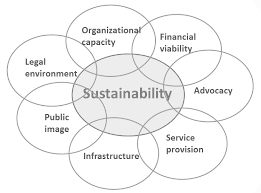 Organizational
capacity
Financial
viability
Legal
environment
Sustainability
Advocacy
Public
image
Service
provision
Infrastructure